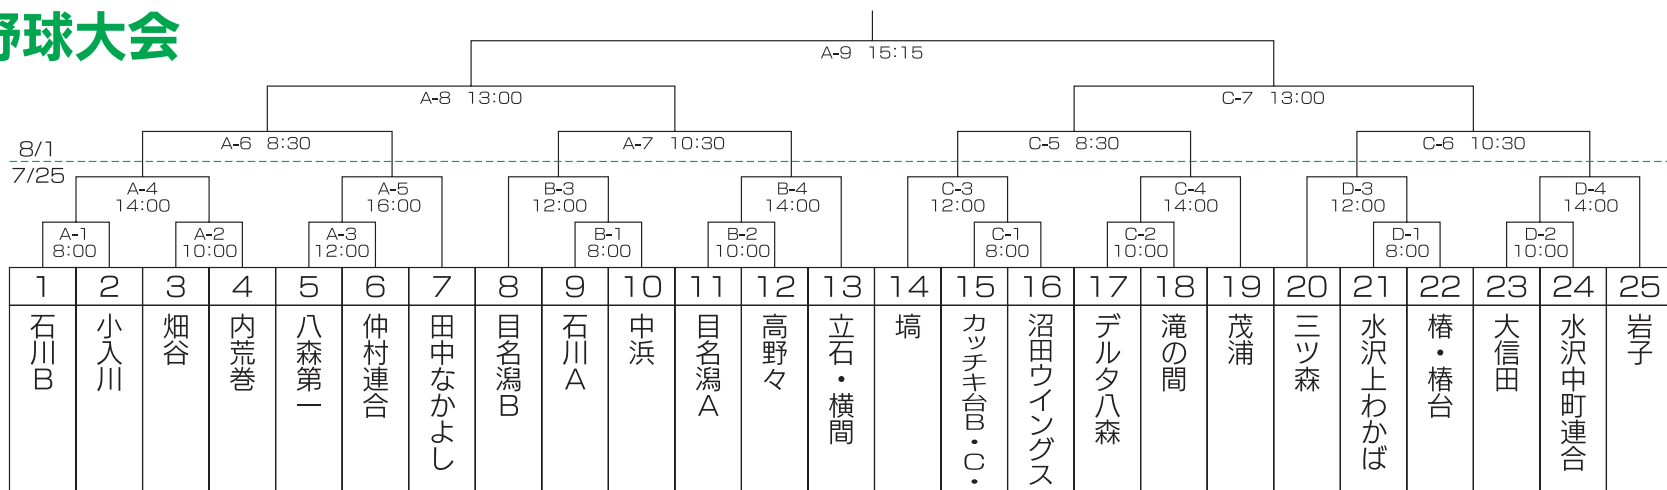 野球大会
A-9 15:15
A-8 13:00
C-7 13:00
A-6 8:30
A-7 10:30
C-5 8:30
C-6 10:30
8/1
7/25
A-4
14:00
A-5
16:00
B-3
12:00
B-4
14:00
C-3
12:00
C-4
14:00
D-3
12:00
D-4
14:00
A-1
8:00
A-2
10:00
A-3
12:00
B-1
8:00
B-2
10:00
C-1
8:00
C-2
10:00
D-1
8:00
D-2
10:00
1
石川B
2
小入川
3
畑谷
4
内荒巻
5
八森第一
6
仲村連合
7
田中なかよし
8
目名潟B
9
石川A
10
中浜
11
目名潟A
12
高野々
13
立石・横間
14
塙
15
カッチキ台B・C・
16
沼田ウイングス
17
デルタ八森
18
滝の間
19
茂浦
20
三ツ森
21
水沢上わかば
22
椿・椿台
23
大信田
24
水沢中町連合
25
岩子